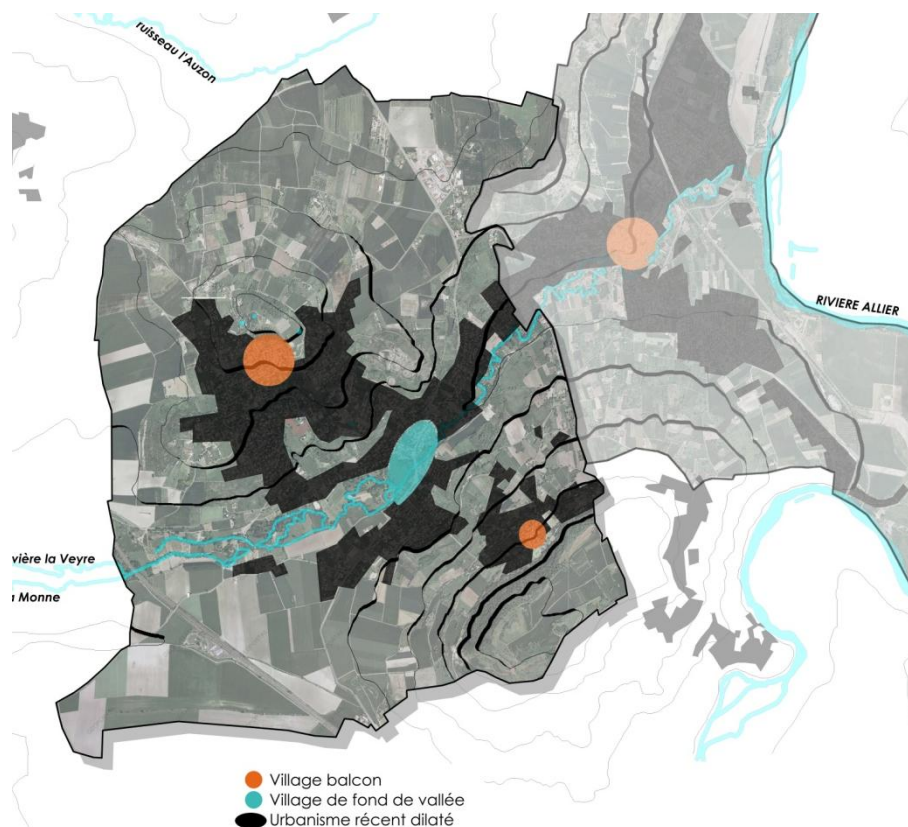 ruisseau l'Auzon
RIVIERE ALLIER
vière la Veyre
Monne
Village balcon
Village de fond de vallée
Urbanisme récent dilaté